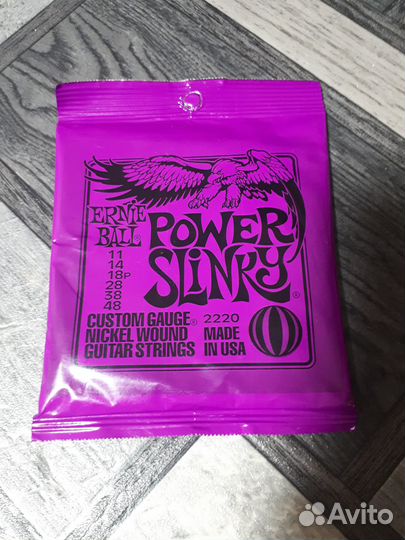 ERNIE
BALL
POWER
SLINKY®
11
14
18P
28
38
48
CUSTOM GAUGE® 2220
NICKEL WOUND MADE
GUITAR STRINGS IN USA
Avito